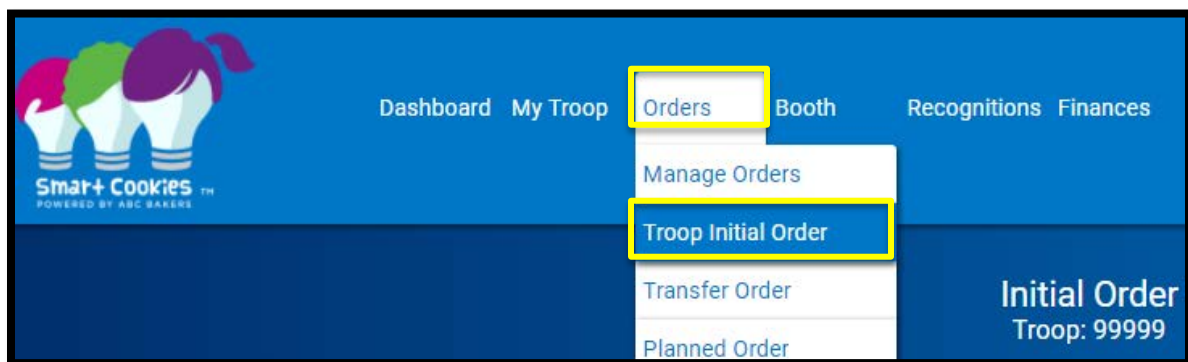 Dashboard My Troop Orders Booth Recognitions Finances
Manage Orders
Smart Cookies TM
POWERED BY ABC BAKERS
Troop Initial Order
Transfer Order
Initial Order
Troop: 99999
Planned Order